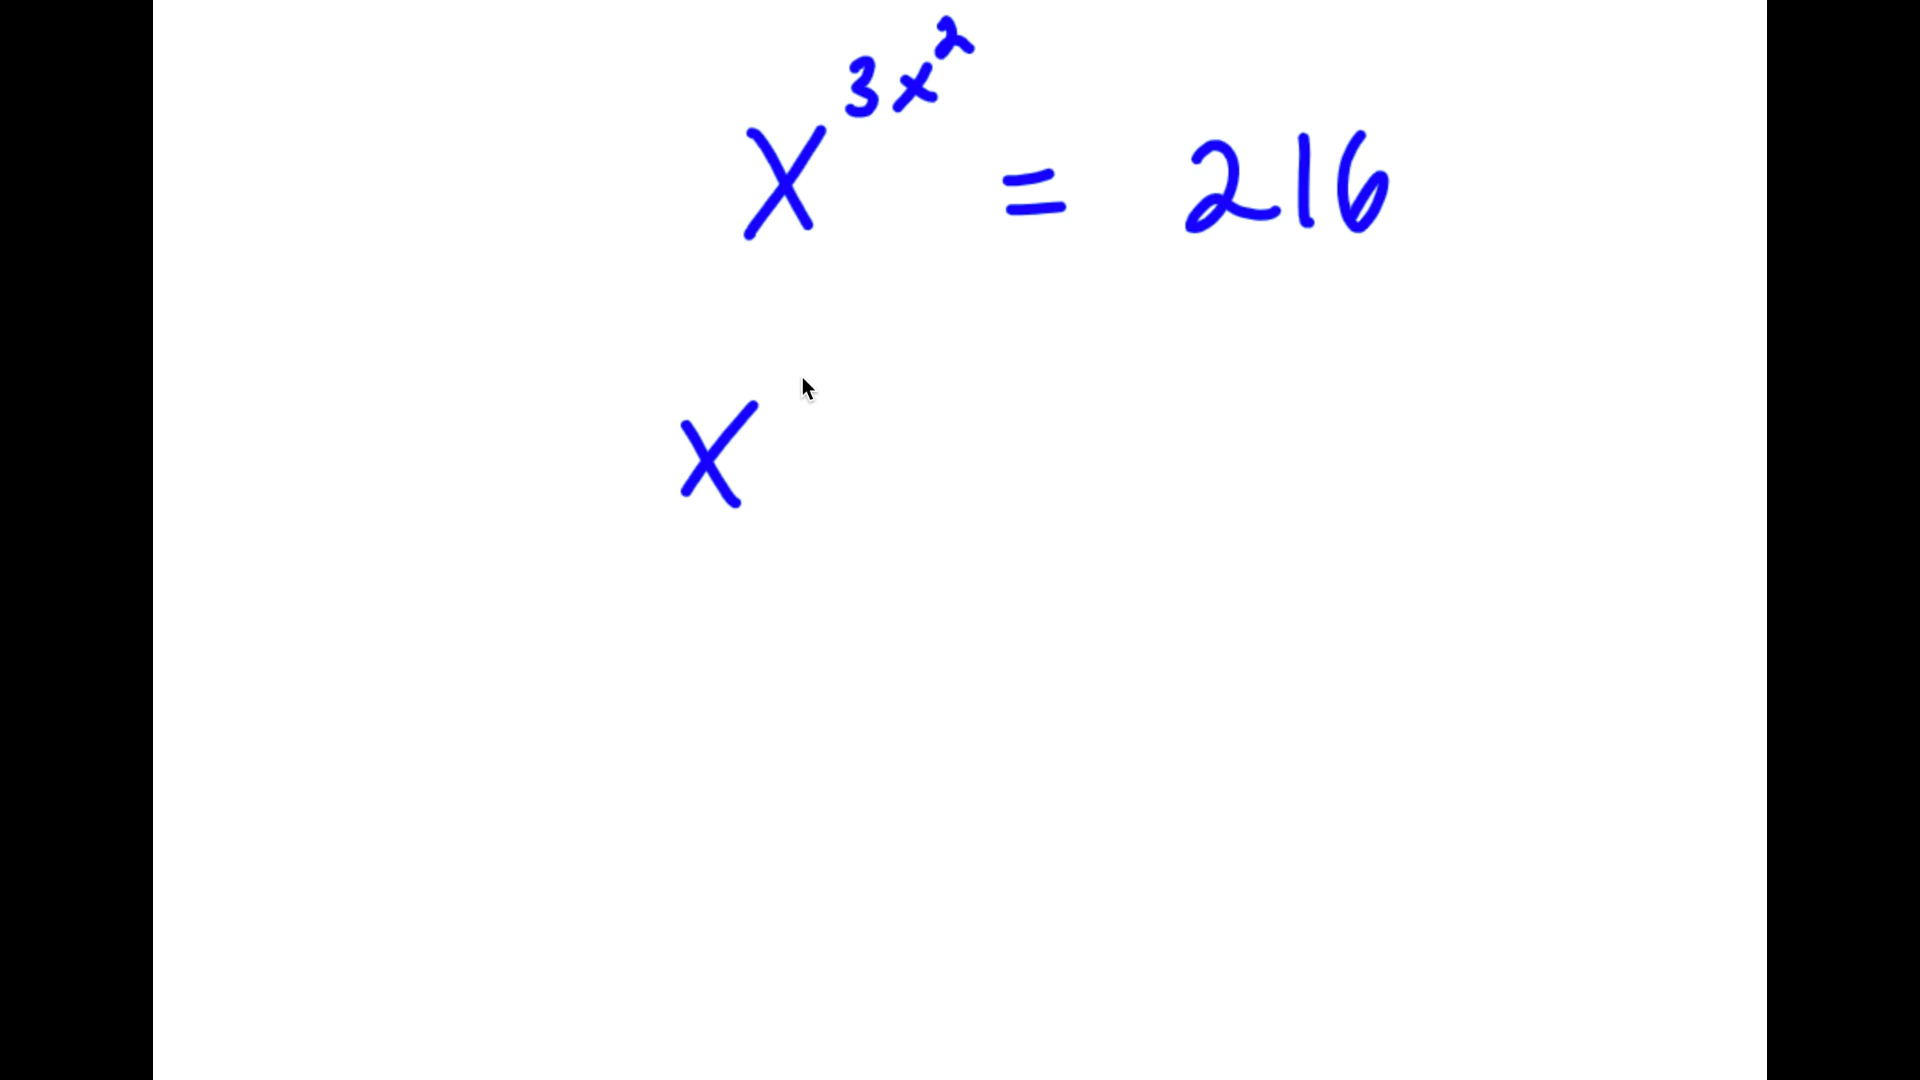 X^{3x^2} = 216
X